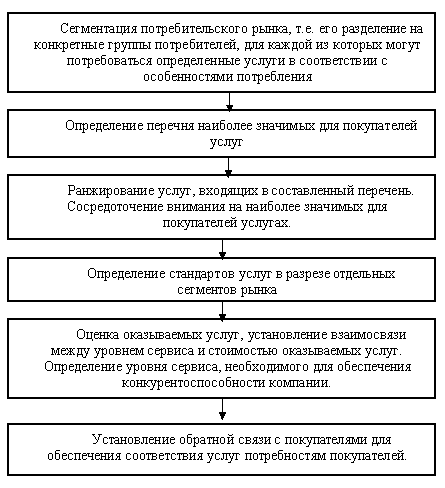 Сегментация потребительского рынка, т.е. его разделение на
конкретные группы потребителей, для каждой из которых могут
потребоваться определенные услуги в соответствии с
особенностями потребления
Определение перечня наиболее значимых для покупателей
услуг
Ранжирование услуг, входящих в составленный перечень.
Сосредоточение внимания на наиболее значимых для
покупателей услугах.
Определение стандартов услуг в разрезе отдельных
сегментов рынка
Оценка оказываемых услуг, установление взаимосвязи
между уровнем сервиса и стоимостью оказываемых услуг.
Определение уровня сервиса, необходимого для обеспечения
конкурентоспособности компании.
Установление обратной связи с покупателями для
обеспечения соответствия услуг потребностям покупателей.